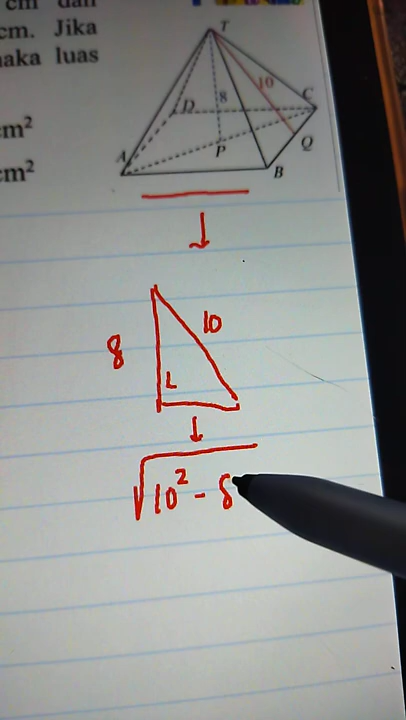 cm dan
cm. Jika
maka luas
cm²
cm²
T
8
10
D
C
A
P
Q
B
8
10
√10² - 8